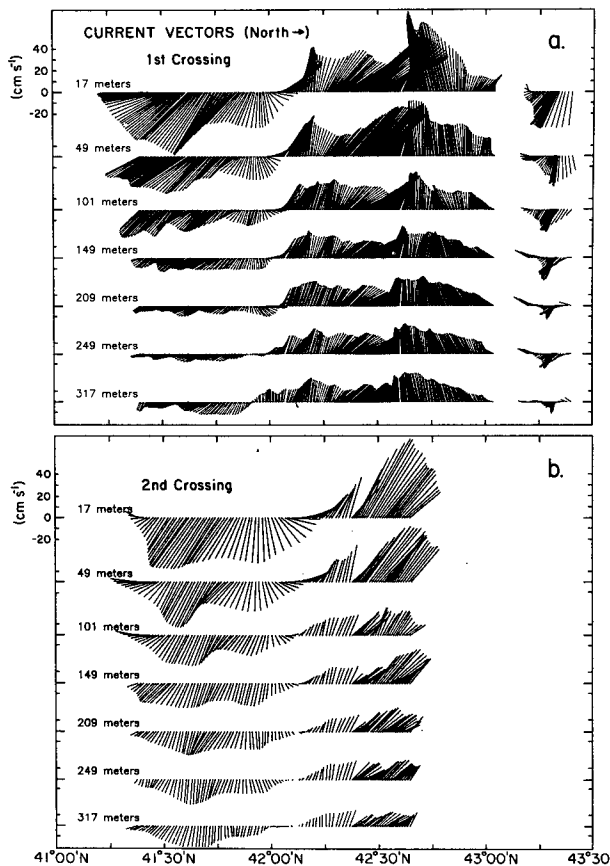 CURRENT VECTORS (North→)
a.
1st Crossing
(cm s⁻¹)
40
20
0
-20
17 meters
49 meters
101 meters
149 meters
209 meters
249 meters
317 meters
b.
2nd Crossing
(cm s⁻¹)
40
20
0
-20
17 meters
49 meters
101 meters
149 meters
209 meters
249 meters
317 meters
41°00'N 41°30'N 42°00'N 42°30'N 43°00'N 43°30